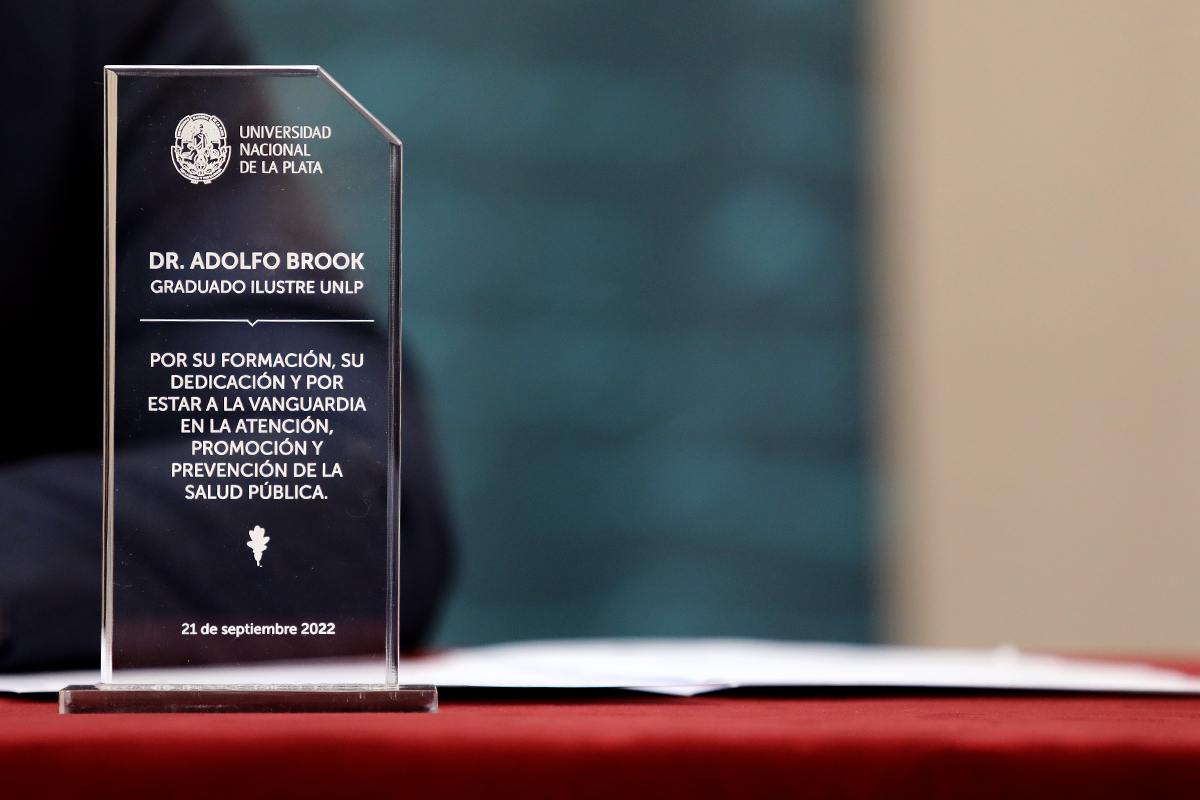 UNIVERSIDAD
NACIONAL
DE LA PLATA
DR. ADOLFO BROOK
GRADUADO ILUSTRE UNLP
POR SU FORMACIÓN, SU
DEDICACIÓN Y POR
ESTAR A LA VANGUARDIA
EN LA ATENCIÓN,
PROMOCIÓN Y
PREVENCIÓN DE LA
SALUD PÚBLICA.
21 de septiembre 2022